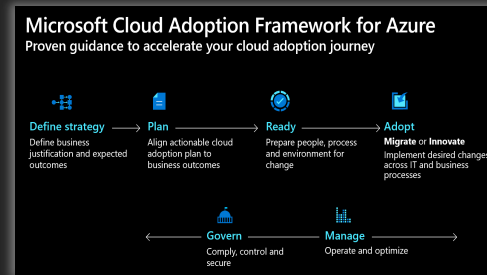 Microsoft Cloud Adoption Framework for Azure
Proven guidance to accelerate your cloud adoption journey
Define strategy
Define business
justification and expected
outcomes
Plan
Align actionable cloud
adoption plan to
business outcomes
Ready
Prepare people, process
and environment for
change
Adopt
Migrate or Innovate
Implement desired changes
across IT and business
processes
Govern
Comply, control and
secure
Manage
Operate and optimize